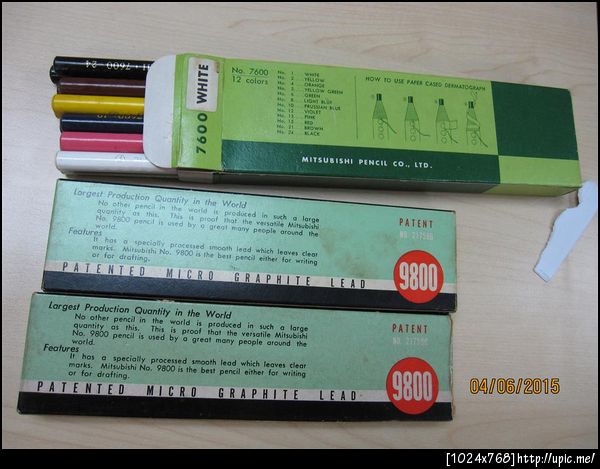 7600 24
7600 WHITE
No. 7600
12 colors
No. 1 WHITE
No. 2 YELLOW
No. 4 ORANGE
No. 5 YELLOW GREEN
No. 6 GREEN
No. 8 LIGHT BLUE
No. 10 PRUSSIAN BLUE
No. 12 VIOLET
No. 13 PINK
No. 15 RED
No. 21 BROWN
No. 24 BLACK
HOW TO USE PAPER CASED DERMATOGRAPH
MITSUBISHI PENCIL CO., LTD.
Largest Production Quantity in the World
No other pencil in the world is produced in such a large
quantity as this. This is proof that the versatile Mitsubishi
No. 9800 pencil is used by a great many people around the
world.
Features
It has a specially processed smooth lead which leaves clear
marks. Mitsubishi No. 9800 is the best pencil either for writing
or for drafting.
PATENT
PATENTED MICRO GRAPHITE LEAD
9800
Largest Production Quantity in the World
No other pencil in the world is produced in such a large
quantity as this. This is proof that the versatile Mitsubishi
No. 9800 pencil is used by a great many people around the
world.
Features
It has a specially processed smooth lead which leaves clear
marks. Mitsubishi No. 9800 is the best pencil either for writing
or for drafting.
PATENT
PATENTED MICRO GRAPHITE LEAD
9800
04/06/2015
[1024x768]http://upic.me/